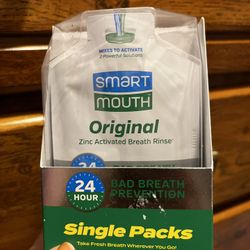 MIXES TO ACTIVATE
2 Powerful Solutions
SMART
MOUTH
Original
Zinc Activated Breath Rinse
24
24
HOUR
BAD BREATH
PREVENTION
Single Packs
Take Fresh Breath Wherever You Go!